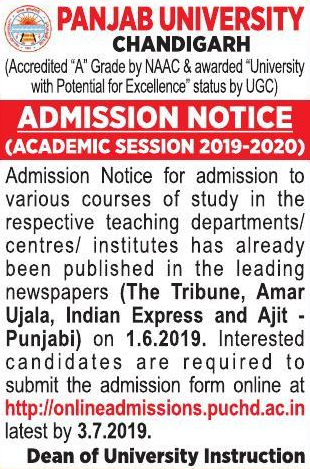 PANJAB UNIVERSITY
CHANDIGARH
(Accredited "A" Grade by NAAC & awarded "University
with Potential for Excellence" status by UGC)
ADMISSION NOTICE
(ACADEMIC SESSION 2019-2020)
Admission Notice for admission to
various courses of study in the
respective teaching departments/
centres/ institutes has already
been published in the leading
newspapers (The Tribune, Amar
Ujala, Indian Express and Ajit -
Punjabi) on 1.6.2019. Interested
candidates are required to
submit the admission form online at
http://onlineadmissions.puchd.ac.in
latest by 3.7.2019.
Dean of University Instruction